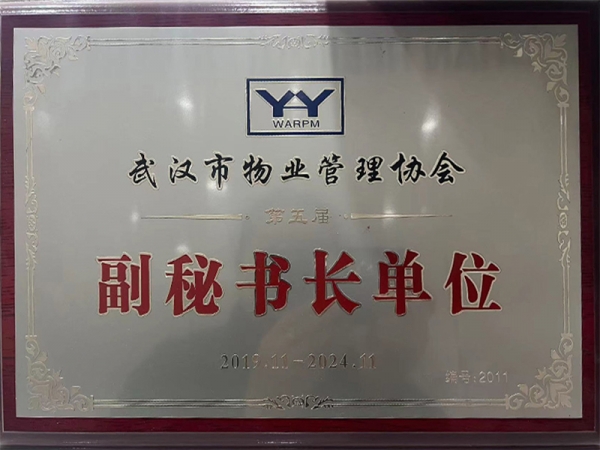 WARPM
武汉市物业管理协会
第五届
副秘书长单位
2019.11-2024.11
编号:2011